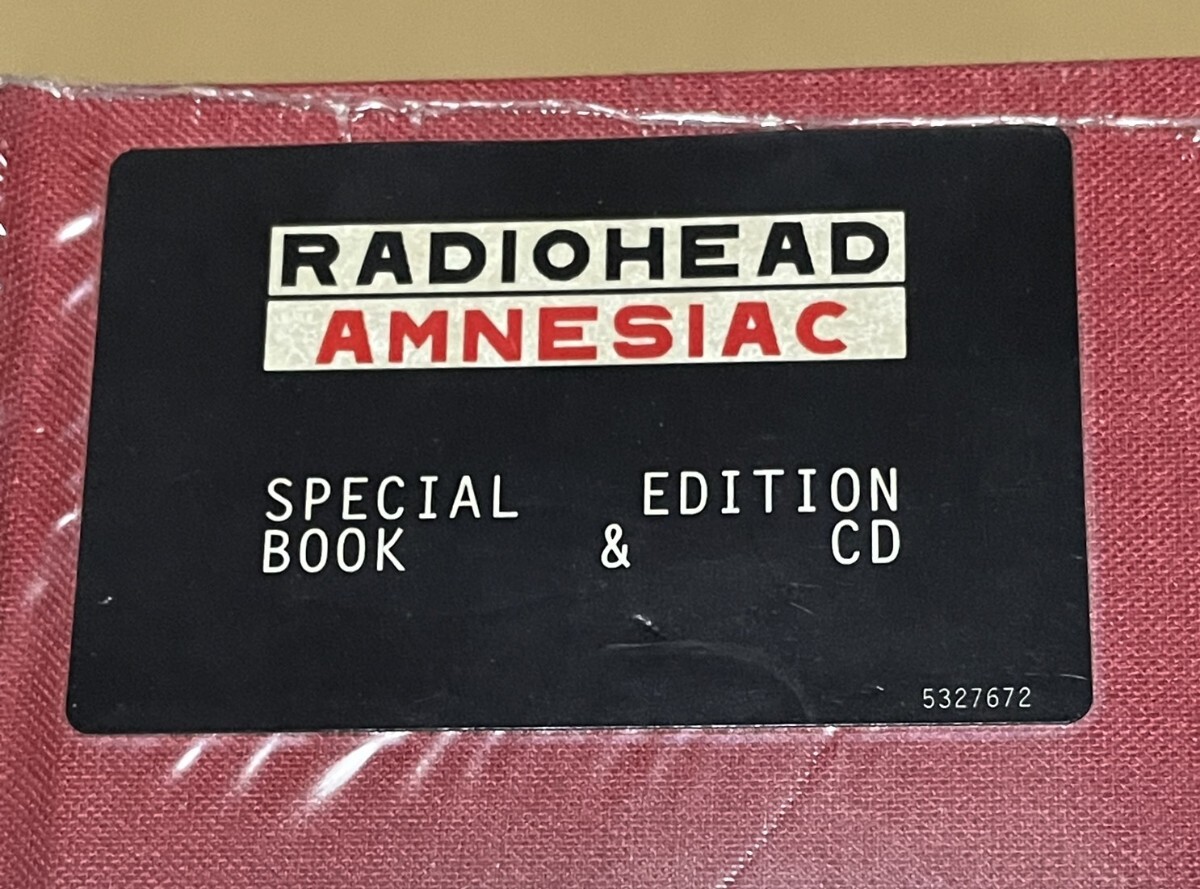 RADIOHEAD
AMNESIAC
SPECIAL EDITION
BOOK & CD
5327672